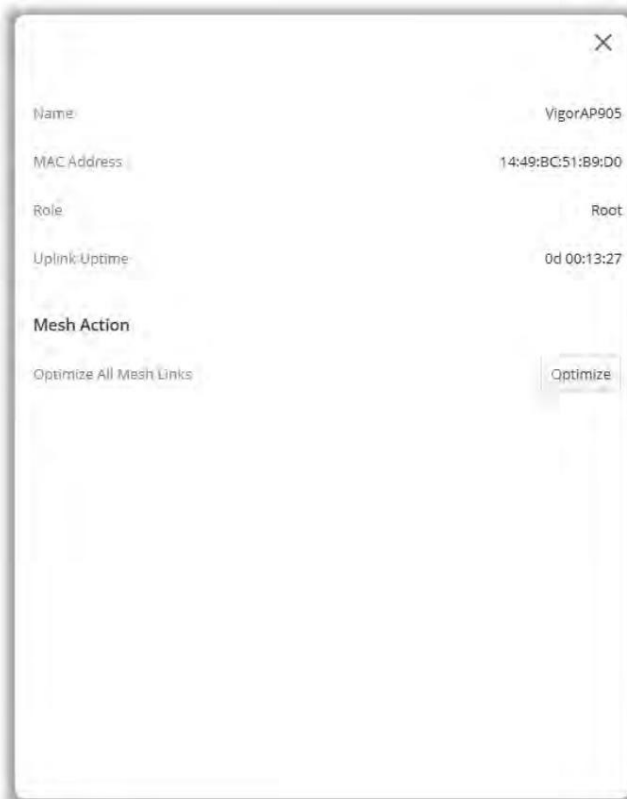 Name VigorAP905
MAC Address 14:49:BC:51:B9:D0
Role Root
Uplink Uptime 0d 00:13:27
Mesh Action
Optimize All Mesh Links Optimize